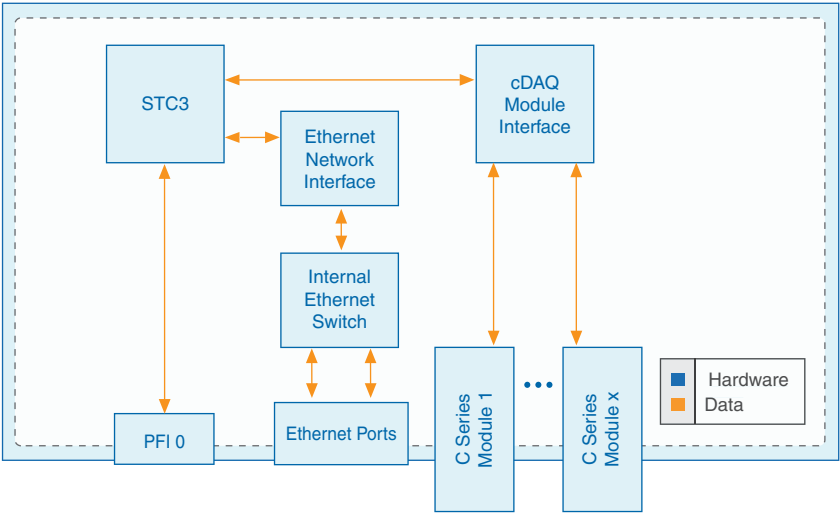 STC3
cDAQ
Module
Interface
Ethernet
Network
Interface
Internal
Ethernet
Switch
PFI 0
Ethernet Ports
C Series
Module 1
C Series
Module x
Hardware
Data